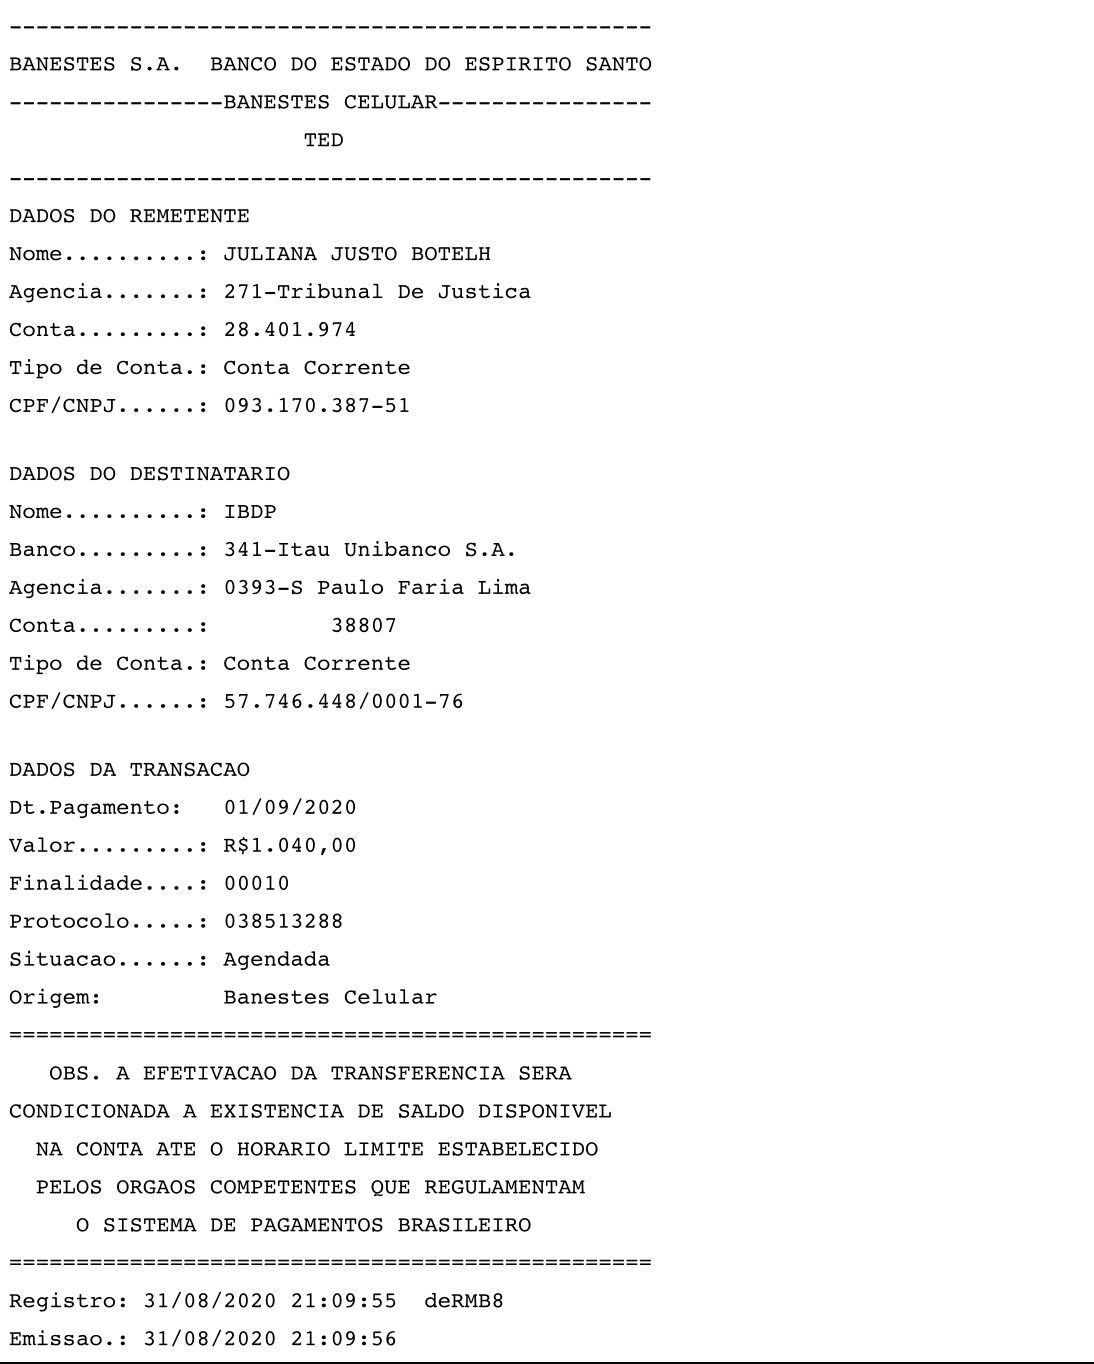 ------------------------------------------------
BANESTES S.A.  BANCO DO ESTADO DO ESPIRITO SANTO
----------------BANESTES CELULAR----------------
                      TED
------------------------------------------------
DADOS DO REMETENTE
Nome..........: JULIANA JUSTO BOTELH
Agencia.......: 271-Tribunal De Justica
Conta.........: 28.401.974
Tipo de Conta.: Conta Corrente
CPF/CNPJ......: 093.170.387-51

DADOS DO DESTINATARIO
Nome..........: IBDP
Banco.........: 341-Itau Unibanco S.A.
Agencia.......: 0393-S Paulo Faria Lima
Conta.........:         38807
Tipo de Conta.: Conta Corrente
CPF/CNPJ......: 57.746.448/0001-76

DADOS DA TRANSACAO
Dt.Pagamento:   01/09/2020
Valor.........: R$1.040,00
Finalidade....: 00010
Protocolo.....: 038513288
Situacao......: Agendada
Origem:         Banestes Celular
================================================
   OBS. A EFETIVACAO DA TRANSFERENCIA SERA
CONDICIONADA A EXISTENCIA DE SALDO DISPONIVEL
  NA CONTA ATE O HORARIO LIMITE ESTABELECIDO
  PELOS ORGAOS COMPETENTES QUE REGULAMENTAM
     O SISTEMA DE PAGAMENTOS BRASILEIRO
================================================
Registro: 31/08/2020 21:09:55  deRMB8
Emissao.: 31/08/2020 21:09:56